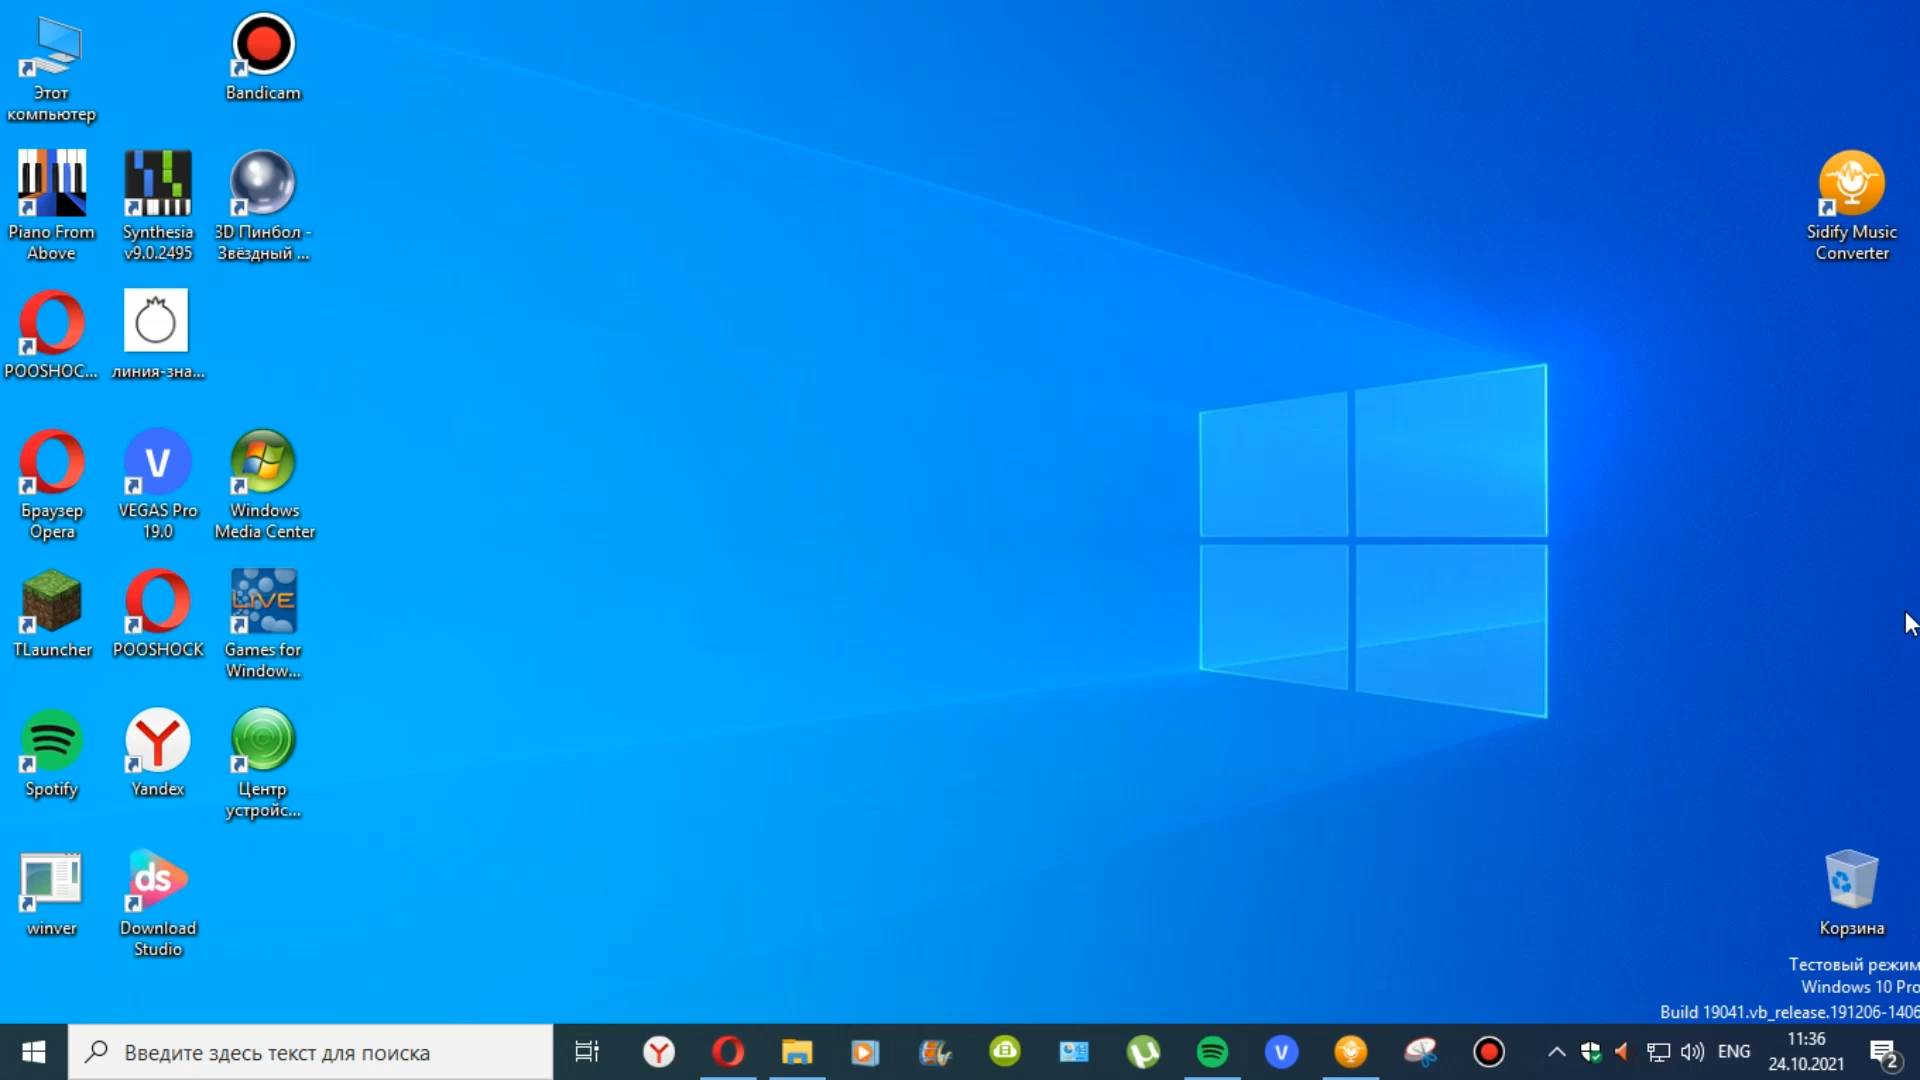 Этот
компьютер
Bandicam
Piano From
Above
Synthesia
v9.0.2495
3D Пинбол -
Звёздный ...
Sidify Music
Converter
POOSHOC...
линия-зна...
V
Браузер
Opera
VEGAS Pro
19.0
Windows
Media Center
LIVE
TLauncher
POOSHOCK
Games for
Window...
Spotify
Yandex
Центр
устройс...
ds
winver
Download
Studio
Корзина
Тестовый режим
Windows 10 Pro
Build 19041.vb_release.191206-1406
Введите здесь текст для поиска
V
ENG
11:36
24.10.2021
2